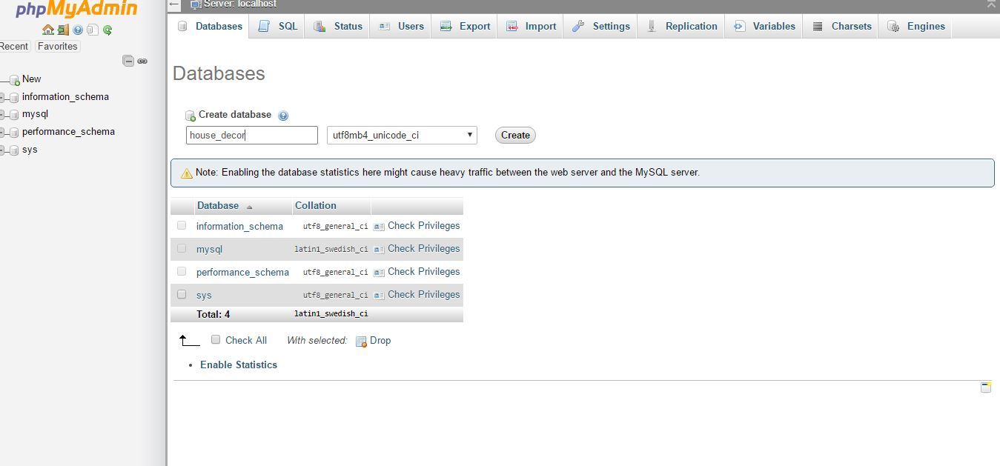 phpMyAdmin
Recent Favorites
New
information_schema
mysql
performance_schema
sys
Server: localhost
Databases SQL Status Users Export Import Settings Replication Variables Charsets Engines
Databases
Create database
house_decor utf8mb4_unicode_ci Create
Note: Enabling the database statistics here might cause heavy traffic between the web server and the MySQL server.
Database Collation
information_schema utf8_general_ci Check Privileges
mysql latin1_swedish_ci Check Privileges
performance_schema utf8_general_ci Check Privileges
sys utf8_general_ci Check Privileges
Total: 4 latin1_swedish_ci
Check All With selected: Drop
• Enable Statistics